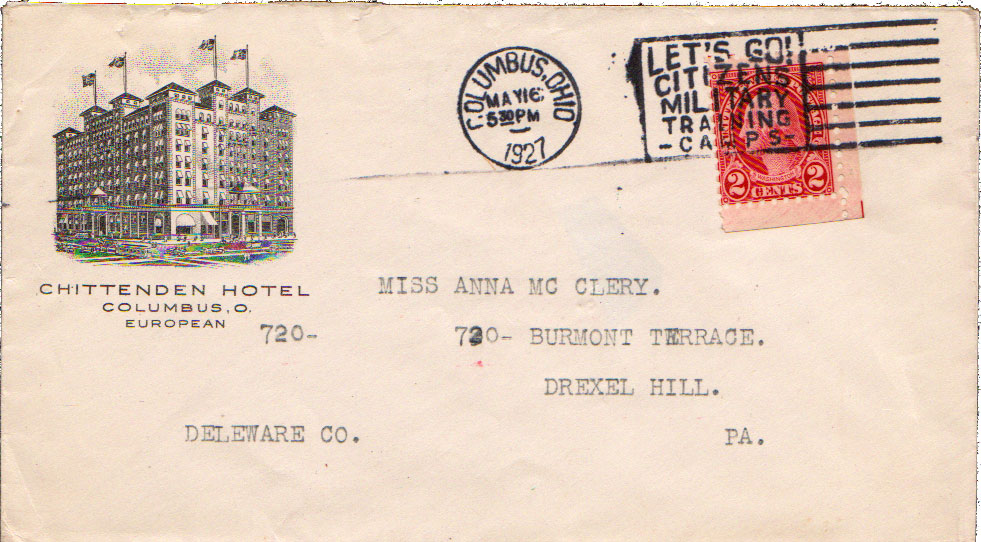 COLUMBUS, OHIO
MAY 16
5 30 PM
1927
LET'S GO!!
CITIZENS
MILITARY
TRAINING
- CAMPS -
WASHINGTON
2 CENTS 2
CHITTENDEN HOTEL
COLUMBUS, O.
EUROPEAN
MISS ANNA MC CLERY.
720- 720- BURMONT TERRACE.
DREXEL HILL.
DELEWARE CO. PA.